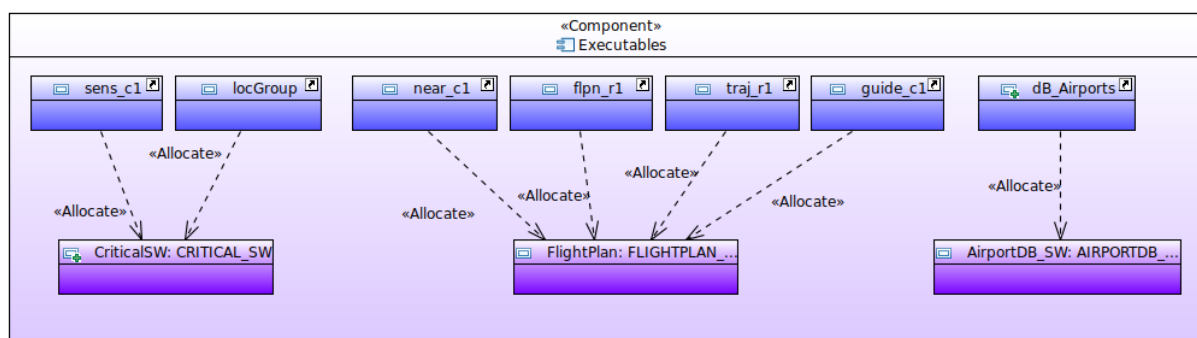 «Component»
Executables
sens_c1
locGroup
near_c1
flpn_r1
traj_r1
guide_c1
dB_Airports
«Allocate»
«Allocate»
«Allocate»
«Allocate»
«Allocate»
«Allocate»
«Allocate»
CriticalSW: CRITICAL_SW
FlightPlan: FLIGHTPLAN_...
AirportDB_SW: AIRPORTDB_...